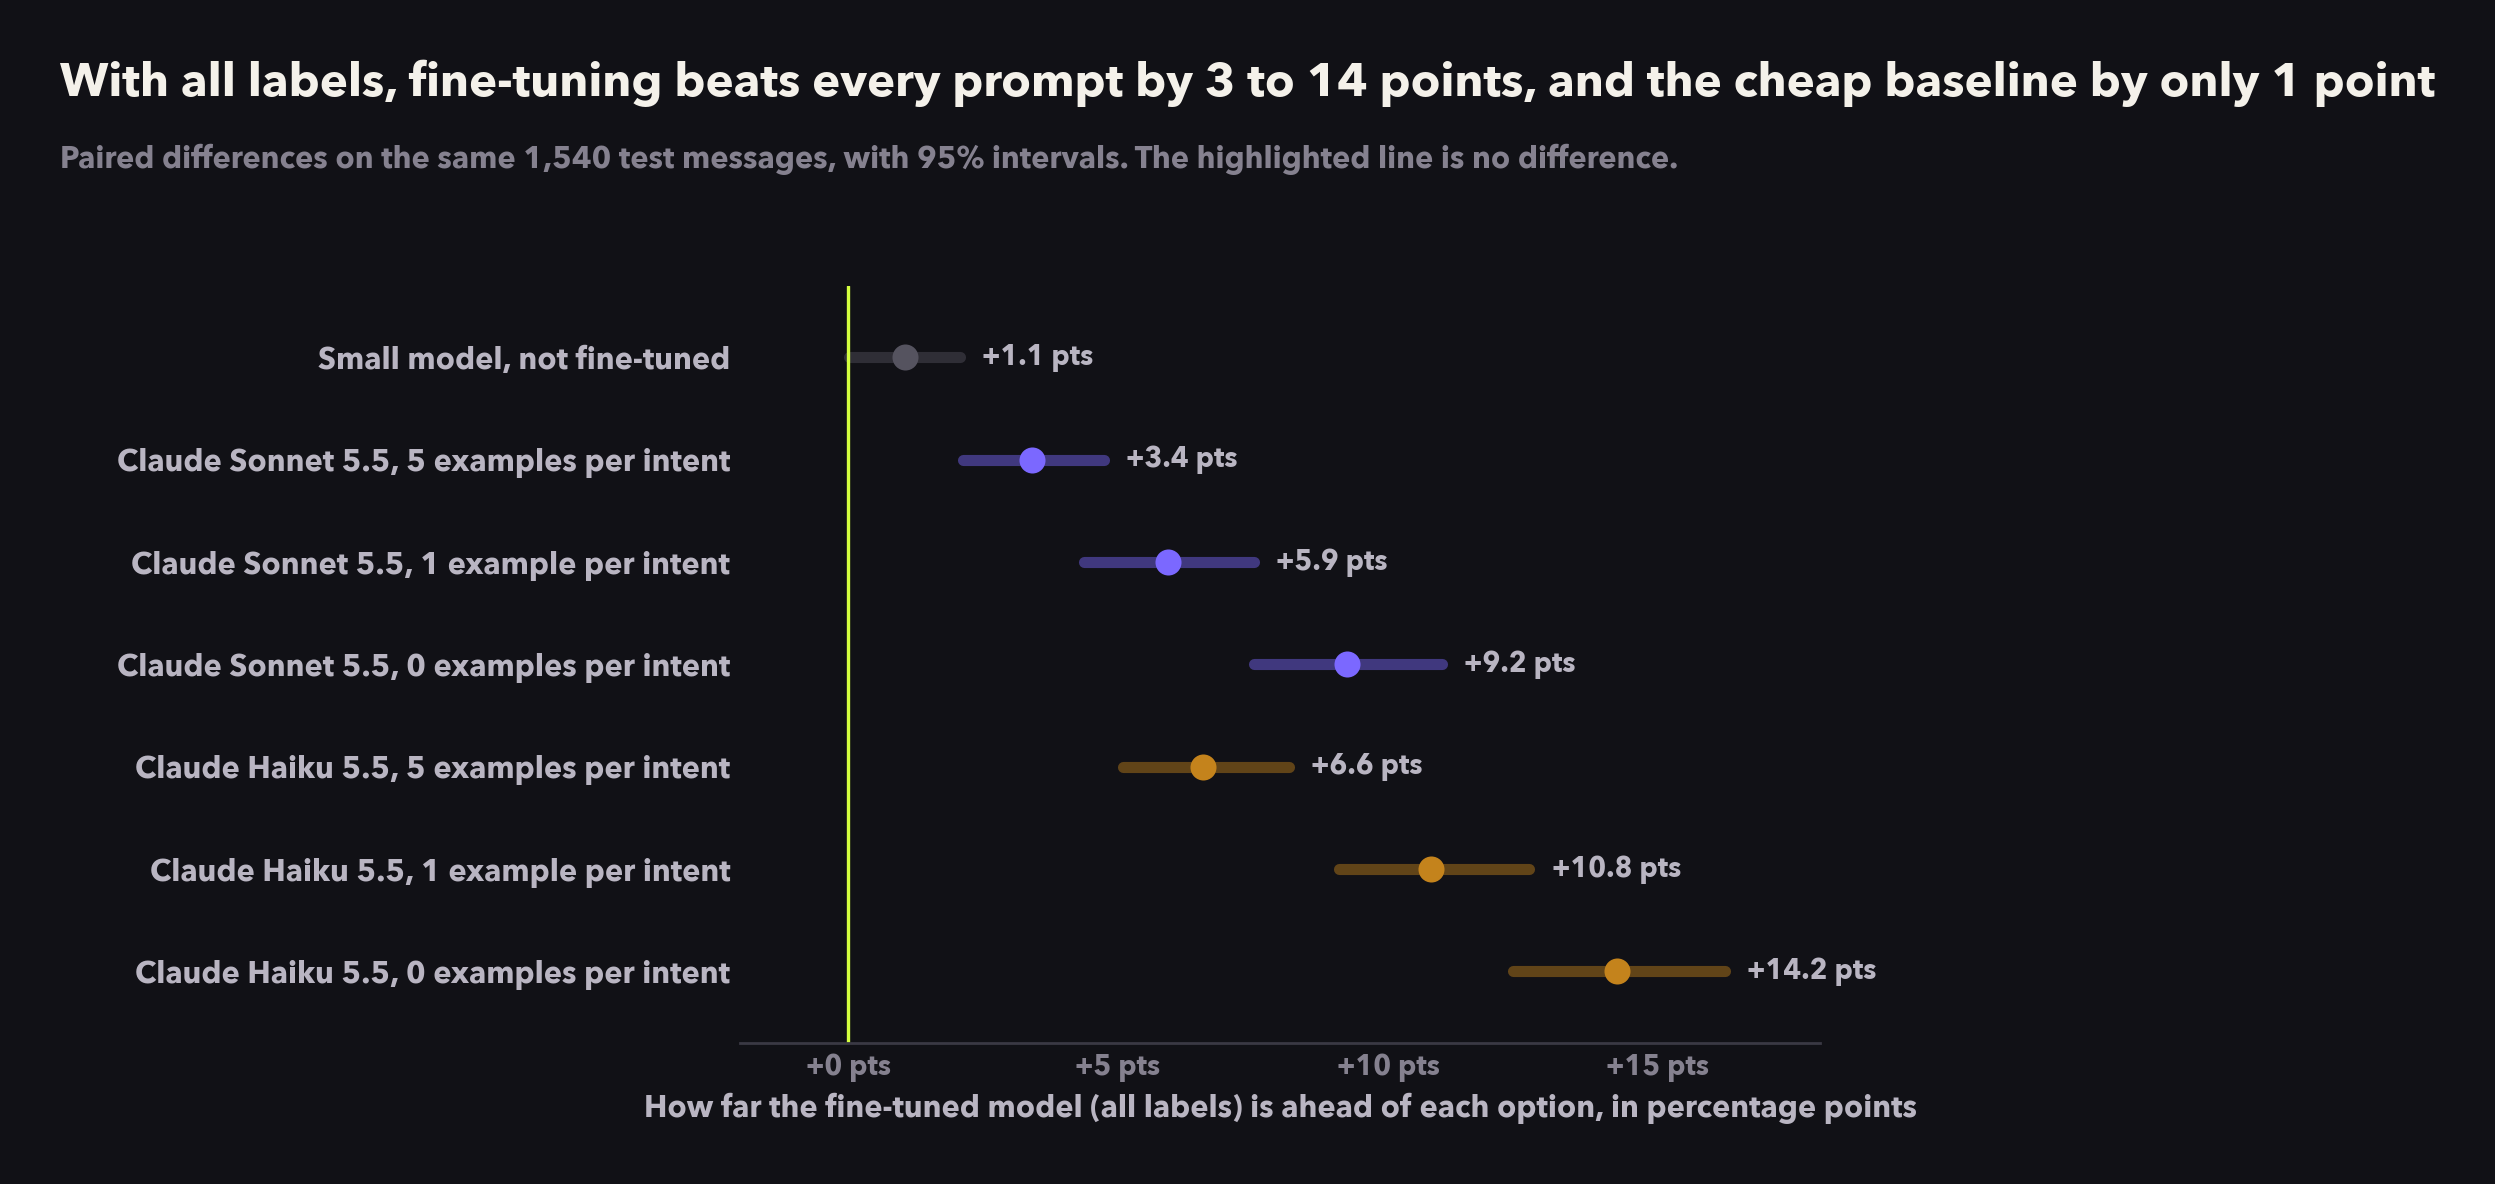 With all labels, fine-tuning beats every prompt by 3 to 14 points, and the cheap baseline by only 1 point
Paired differences on the same 1,540 test messages, with 95% intervals. The highlighted line is no difference.
Small model, not fine-tuned
+1.1 pts
Claude Sonnet 5.5, 5 examples per intent
+3.4 pts
Claude Sonnet 5.5, 1 example per intent
+5.9 pts
Claude Sonnet 5.5, 0 examples per intent
+9.2 pts
Claude Haiku 5.5, 5 examples per intent
+6.6 pts
Claude Haiku 5.5, 1 example per intent
+10.8 pts
Claude Haiku 5.5, 0 examples per intent
+14.2 pts
+0 pts
+5 pts
+10 pts
+15 pts
How far the fine-tuned model (all labels) is ahead of each option, in percentage points